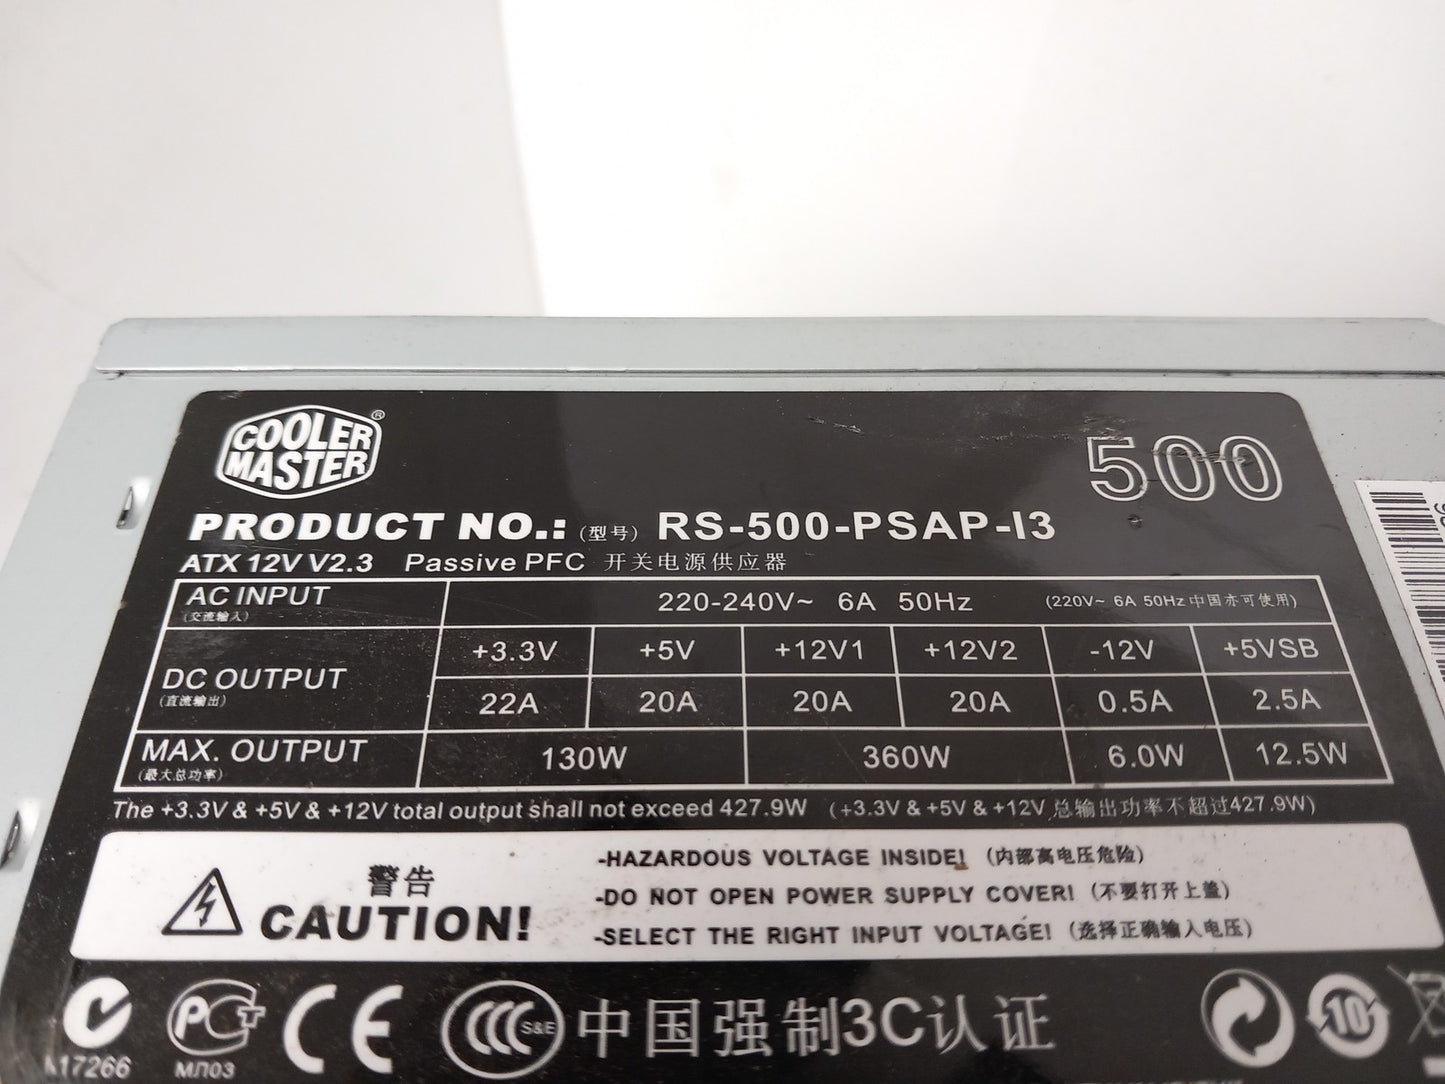 COOLER MASTER ®
500
PRODUCT NO.: (型号) RS-500-PSAP-I3
ATX 12V V2.3 Passive PFC 开关电源供应器
AC INPUT 220-240V~ 6A 50Hz (220V~ 6A 50Hz 中国亦可使用)
(交流输入)
+3.3V +5V +12V1 +12V2 -12V +5VSB
DC OUTPUT
(直流输出)
22A 20A 20A 20A 0.5A 2.5A
MAX. OUTPUT 130W 360W 6.0W 12.5W
(最大总功率)
The +3.3V & +5V & +12V total output shall not exceed 427.9W (+3.3V & +5V & +12V 总输出功率不超过427.9W)
警告
CAUTION!
-HAZARDOUS VOLTAGE INSIDE! (内部高电压危险)
-DO NOT OPEN POWER SUPPLY COVER! (不要打开上盖)
-SELECT THE RIGHT INPUT VOLTAGE! (选择正确输入电压)
PCT CE CCC S&E 中国强制3C认证 10
17266 МЛ03